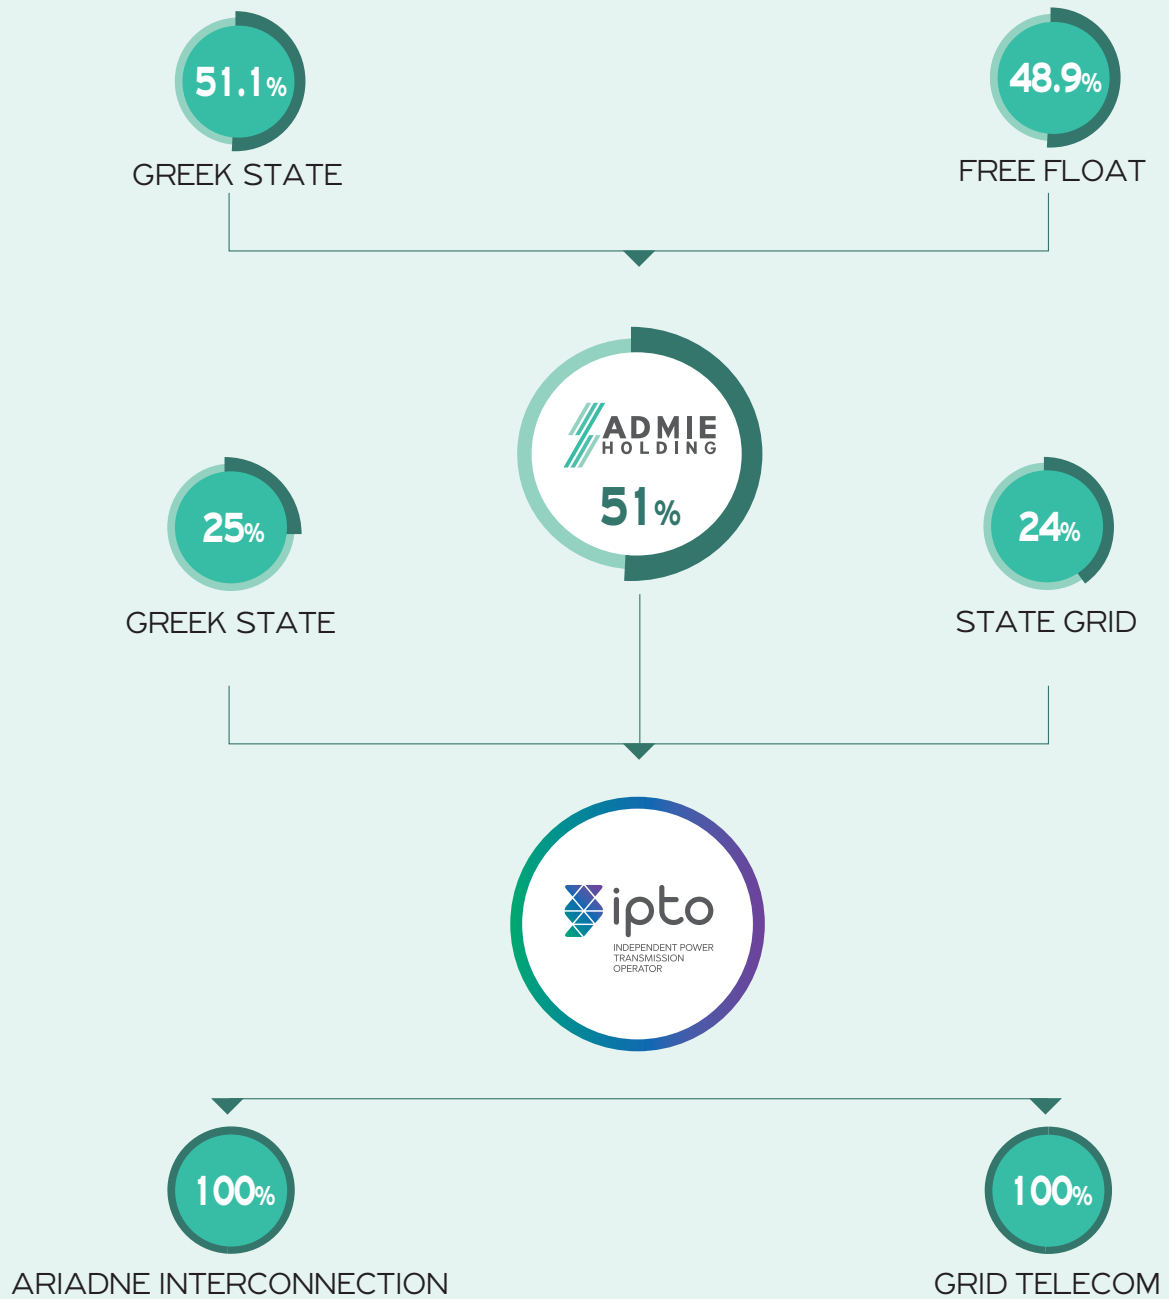 51.1%
GREEK STATE
48.9%
FREE FLOAT
ADMIE
HOLDING
51%
25%
GREEK STATE
24%
STATE GRID
ipto
INDEPENDENT POWER
TRANSMISSION
OPERATOR
100%
ARIADNE INTERCONNECTION
100%
GRID TELECOM